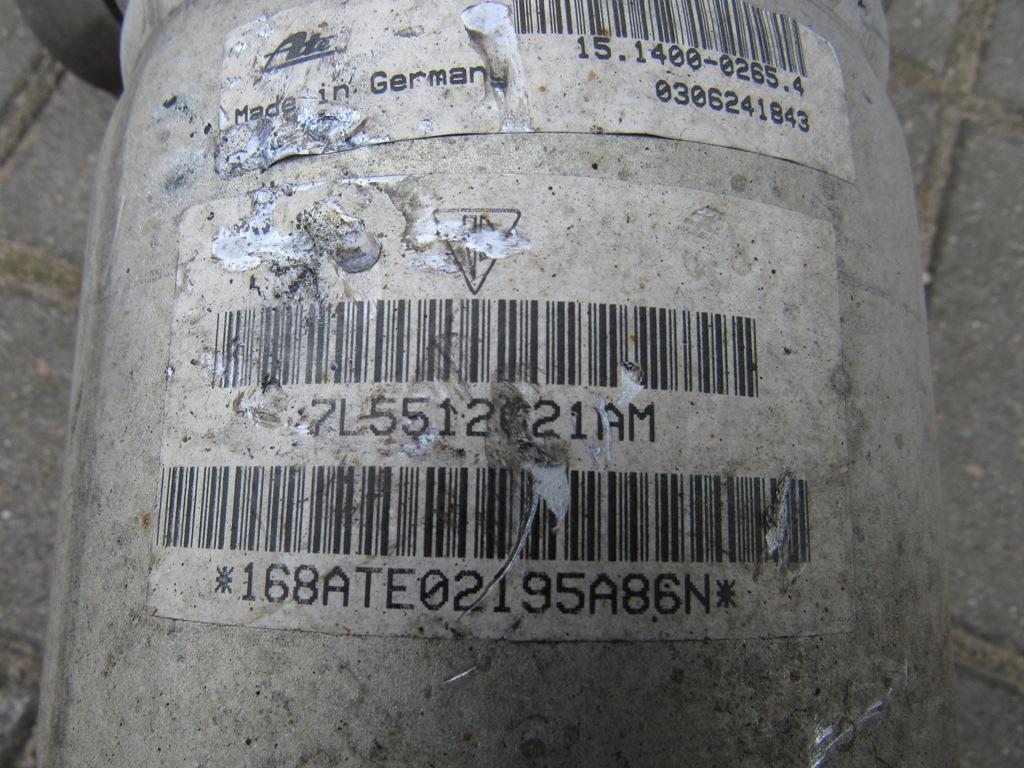 Ate
15.1400-0265.4
Made in Germany
0306241843
*168ATE02195A86N*